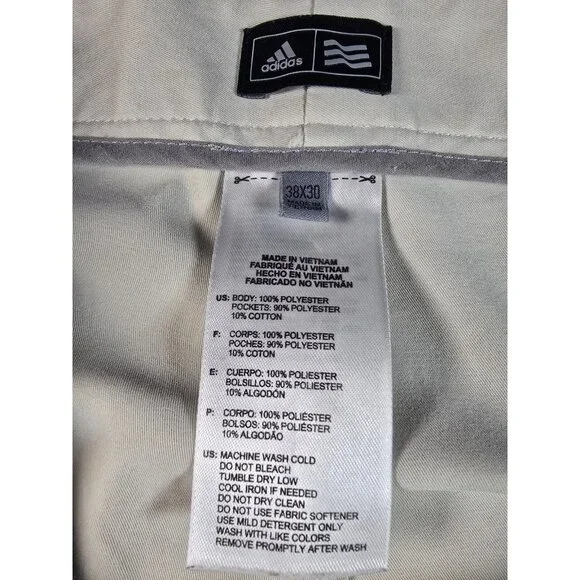 adidas
38X30
MADE IN
VIETNAM
MADE IN VIETNAM
FABRIQUÉ AU VIETNAM
HECHO EN VIETNAM
FABRICADO NO VIETNÃN
US: BODY: 100% POLYESTER
POCKETS: 90% POLYESTER
10% COTTON
F: CORPS: 100% POLYESTER
POCHES: 90% POLYESTER
10% COTON
E: CUERPO: 100% POLIESTER
BOLSILLOS: 90% POLIESTER
10% ALGODÓN
P: CORPO: 100% POLIÉSTER
BOLSOS: 90% POLIÉSTER
10% ALGODÃO
US: MACHINE WASH COLD
DO NOT BLEACH
TUMBLE DRY LOW
COOL IRON IF NEEDED
DO NOT DRY CLEAN
DO NOT USE FABRIC SOFTENER
USE MILD DETERGENT ONLY
WASH WITH LIKE COLORS
REMOVE PROMPTLY AFTER WASH